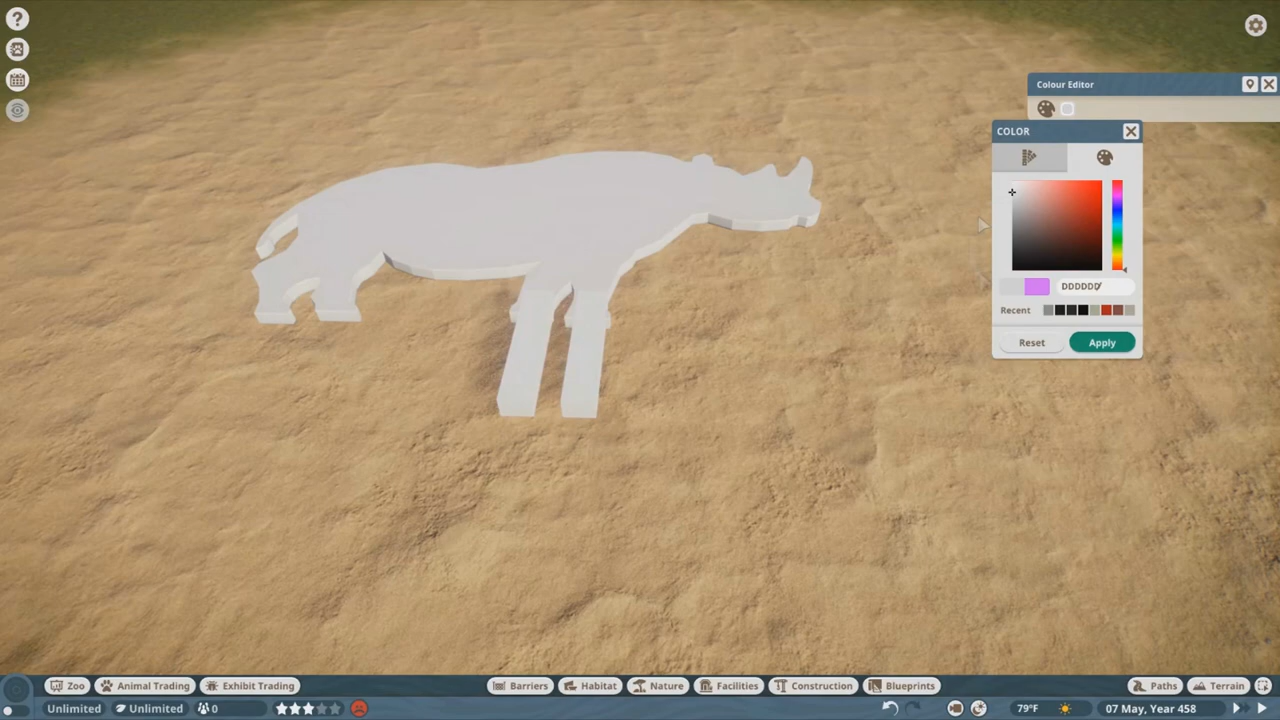 ?
Colour Editor
COLOR
DDDDDD
Recent
Reset
Apply
Zoo
Animal Trading
Exhibit Trading
Barriers
Habitat
Nature
Facilities
Construction
Blueprints
Paths
Terrain
Unlimited
Unlimited
0
79°F
07 May, Year 458